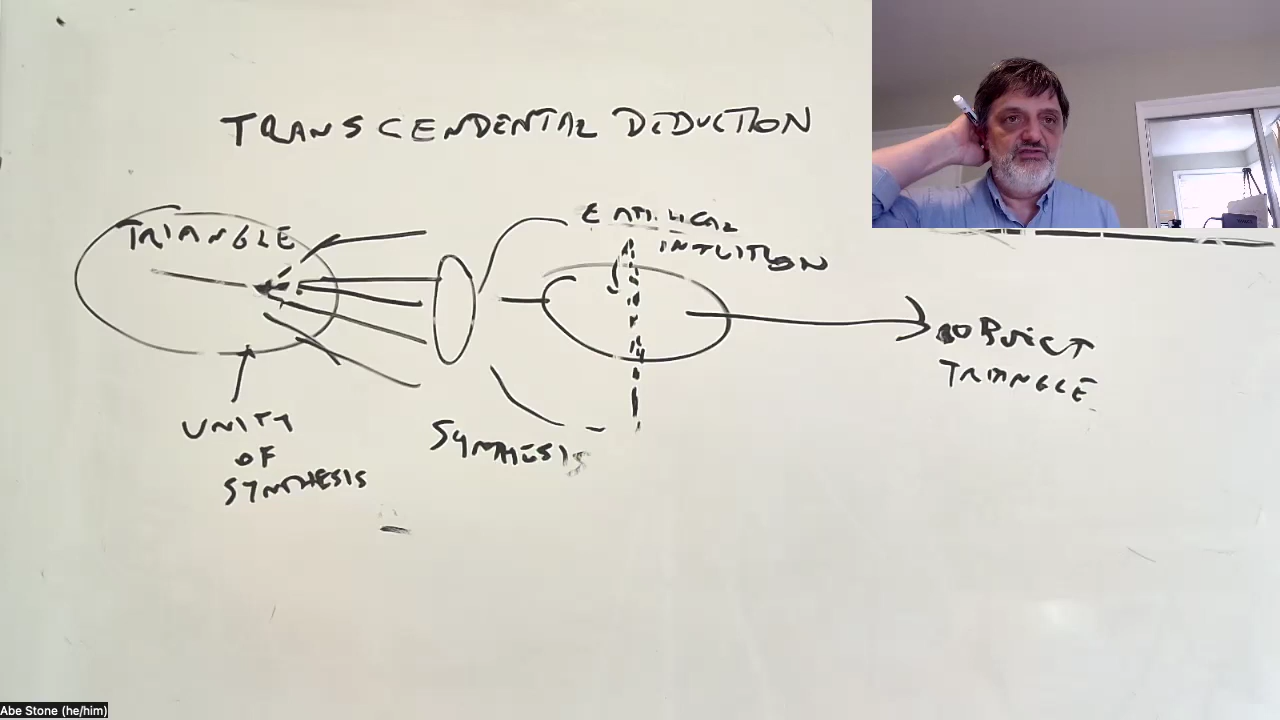 TRANSCENDENTAL DEDUCTION
TRIANGLE
EMPIRICAL
INTUITION
OBJECT
TRIANGLE
UNITY
OF
SYNTHESIS
SYNTHESIS
Abe Stone (he/him)